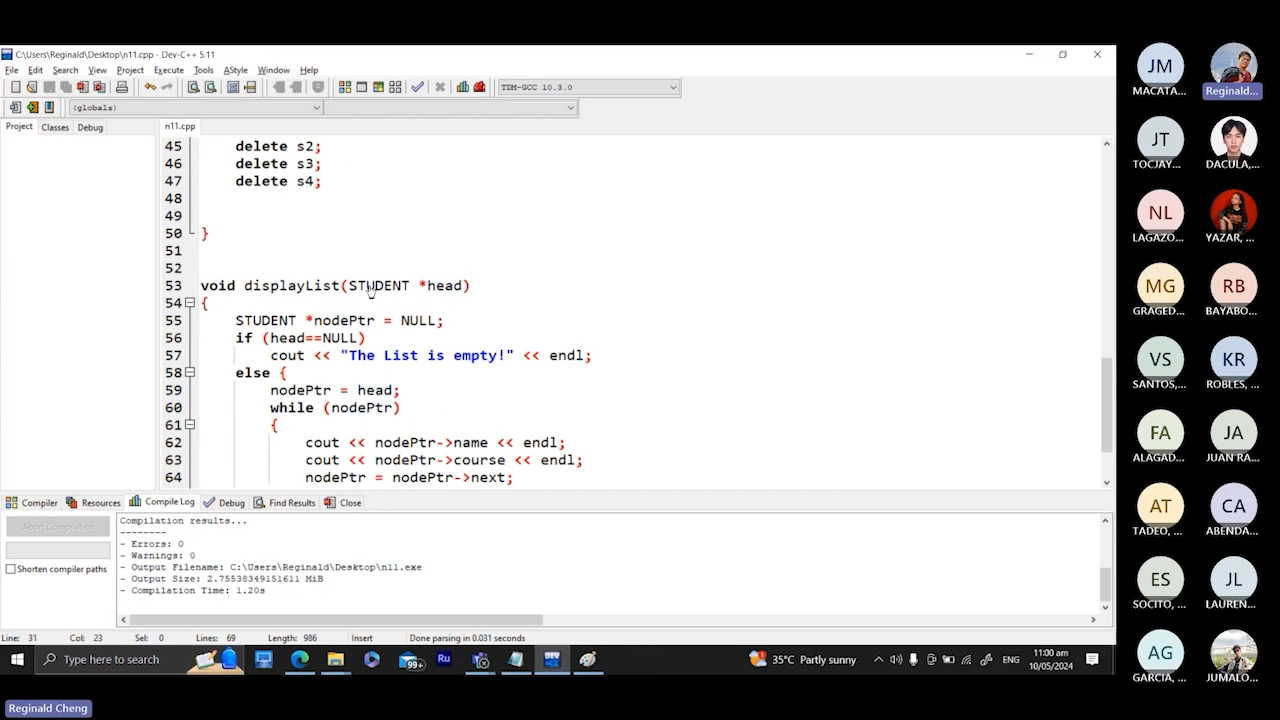 C:\Users\Reginald\Desktop\n11.cpp - Dev-C++ 5.11
File Edit Search View Project Execute Tools AStyle Window Help
TDM-GCC 10.3.0
(globals)
Project Classes Debug
n11.cpp
45 delete s2;
46 delete s3;
47 delete s4;
48
49
50 }
51
52
53 void displayList(STUDENT *head)
54 {
55 STUDENT *nodePtr = NULL;
56 if (head==NULL)
57 cout << "The List is empty!" << endl;
58 else {
59 nodePtr = head;
60 while (nodePtr)
61 {
62 cout << nodePtr->name << endl;
63 cout << nodePtr->course << endl;
64 nodePtr = nodePtr->next;
Compiler Resources Compile Log Debug Find Results Close
Abort Compilation
Shorten compiler paths
Compilation results...
--------
- Errors: 0
- Warnings: 0
- Output Filename: C:\Users\Reginald\Desktop\n11.exe
- Output Size: 2.75538349151611 MiB
- Compilation Time: 1.20s
Line: 31 Col: 23 Sel: 0 Lines: 69 Length: 986 Insert Done parsing in 0.031 seconds
Type here to search
99+
Ru
DEV
35°C Partly sunny
ENG
11:00 am
10/05/2024
Reginald Cheng
JM
MACATA...
Reginald...
JT
TOCJAY...
DACULA,...
NL
LAGAZO...
YAZAR, ...
MG
GRAGED...
RB
BAYABO...
VS
SANTOS,...
KR
ROBLES, ...
FA
ALAGAD...
JA
JUAN RA...
AT
TADEO, ...
CA
ABENDA...
ES
SOCITO, ...
JL
LAUREN...
AG
GARCIA, ...
JUMALO...